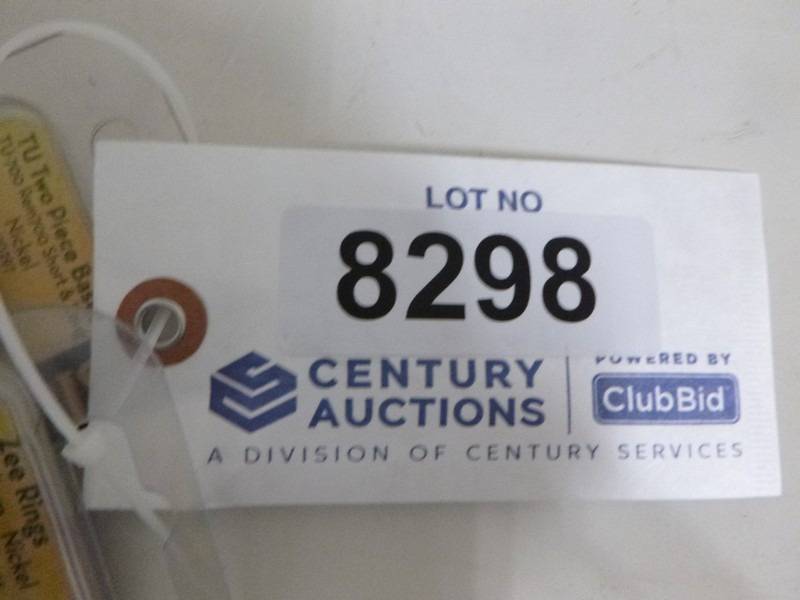 TU Two Piece Bas
Nickel
LOT NO
8298
CENTURY
AUCTIONS
POWERED BY
ClubBid
A DIVISION OF CENTURY SERVICES
Zee Rings
Nickel